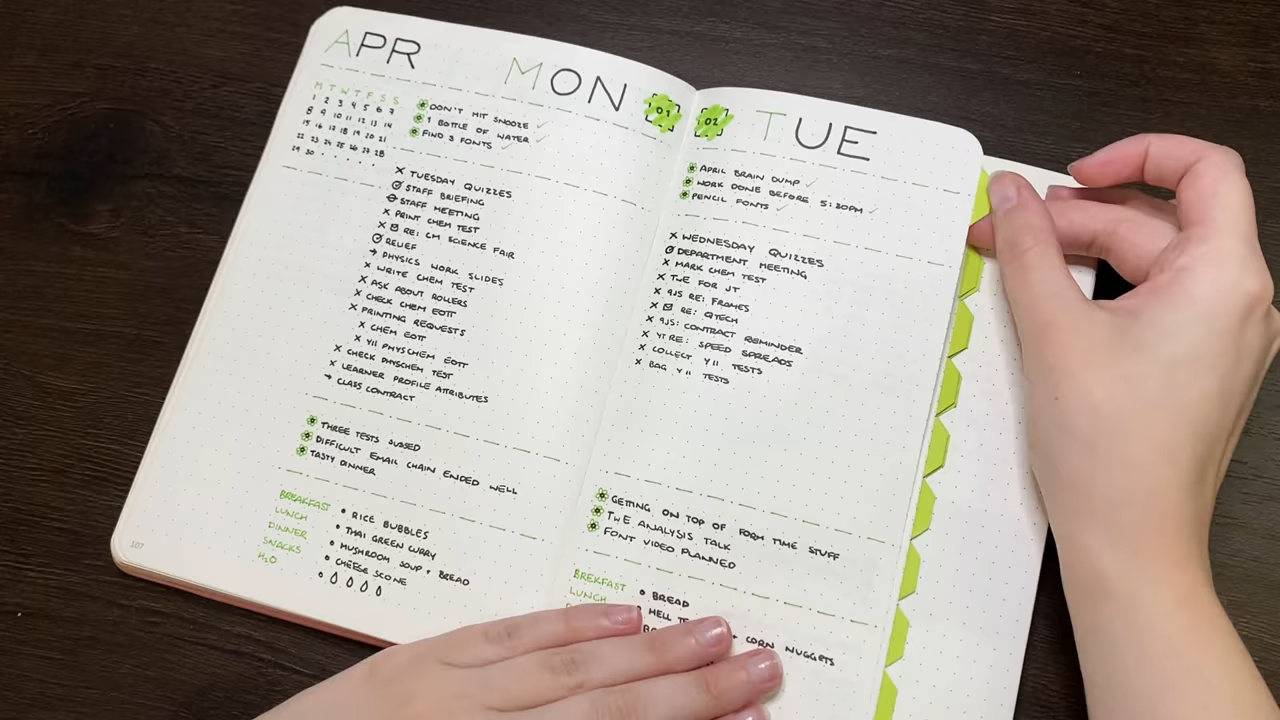 APR MON 01
M T W T F S S
1 2 3 4 5 6 7
8 9 10 11 12 13 14
15 16 17 18 19 20 21
22 23 24 25 26 27 28
29 30
DON'T HIT SNOOZE
1 BOTTLE OF WATER
FIND 3 FONTS
TUESDAY QUIZZES
STAFF BRIEFING
STAFF MEETING
PRINT CHEM TEST
RE: CM SCIENCE FAIR
RELIEF
PHYSICS WORK SLIDES
WRITE CHEM TEST
ASK ABOUT ROLLERS
CHECK CHEM EOTT
PRINTING REQUESTS
CHEM EOTT
Y11 PHYSCHEM EOTT
CHECK PHYSCHEM TEST
LEARNER PROFILE ATTRIBUTES
CLASS CONTRACT
THREE TESTS SUSSED
DIFFICULT EMAIL CHAIN ENDED WELL
TASTY DINNER
BREAKFAST • RICE BUBBLES
LUNCH • THAI GREEN CURRY
DINNER • MUSHROOM SOUP + BREAD
SNACKS • CHEESE SCONE
H2O
107
02 TUE
APRIL BRAIN DUMP
WORK DONE BEFORE 5:30PM
PENCIL FONTS
WEDNESDAY QUIZZES
DEPARTMENT MEETING
MARK CHEM TEST
TWE FOR JT
9JS RE: FRAMES
RE: QTECH
9JS: CONTRACT REMINDER
YT RE: SPEED SPREADS
COLLECT Y11 TESTS
BAG Y11 TESTS
GETTING ON TOP OF FORM TIME STUFF
TWE ANALYSIS TALK
FONT VIDEO PLANNED
BREKFAST BREAD
LUNCH HELL + CORN NUGGETS